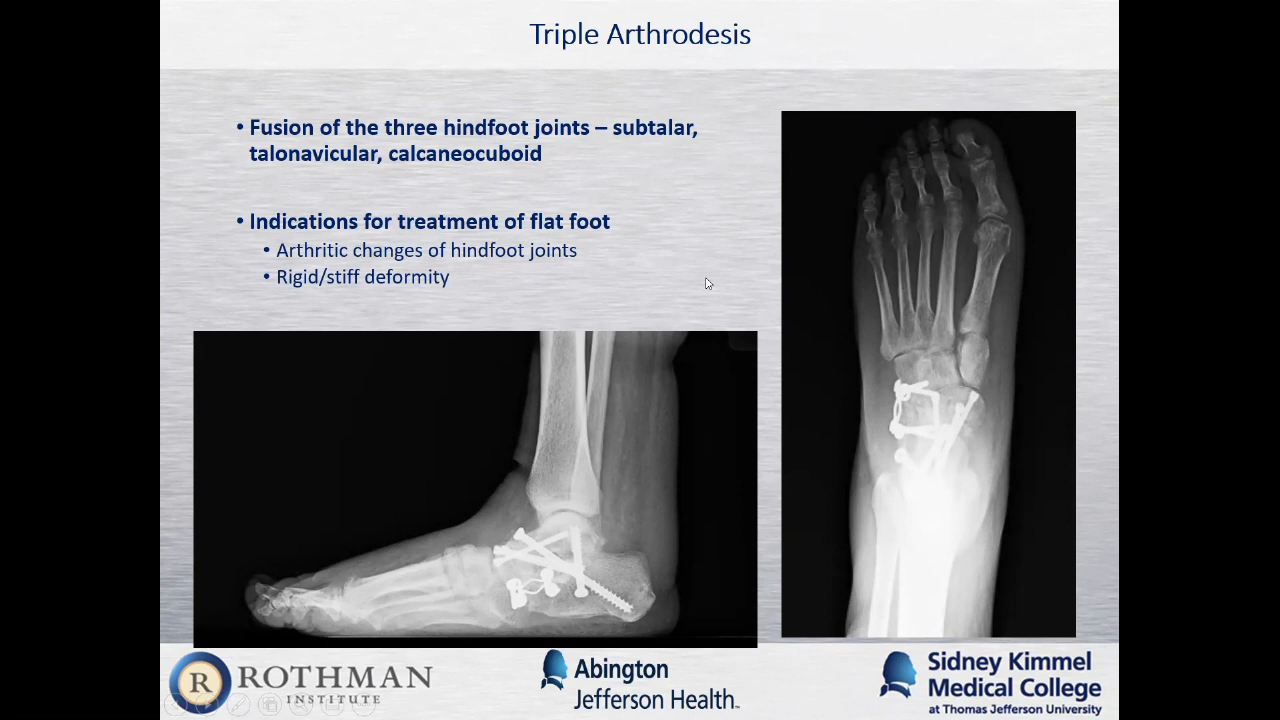 Triple Arthrodesis
• Fusion of the three hindfoot joints – subtalar,
talonavicular, calcaneocuboid
• Indications for treatment of flat foot
• Arthritic changes of hindfoot joints
• Rigid/stiff deformity
R ROTHMAN
INSTITUTE
Abington
Jefferson Health™
Sidney Kimmel
Medical College
at Thomas Jefferson University